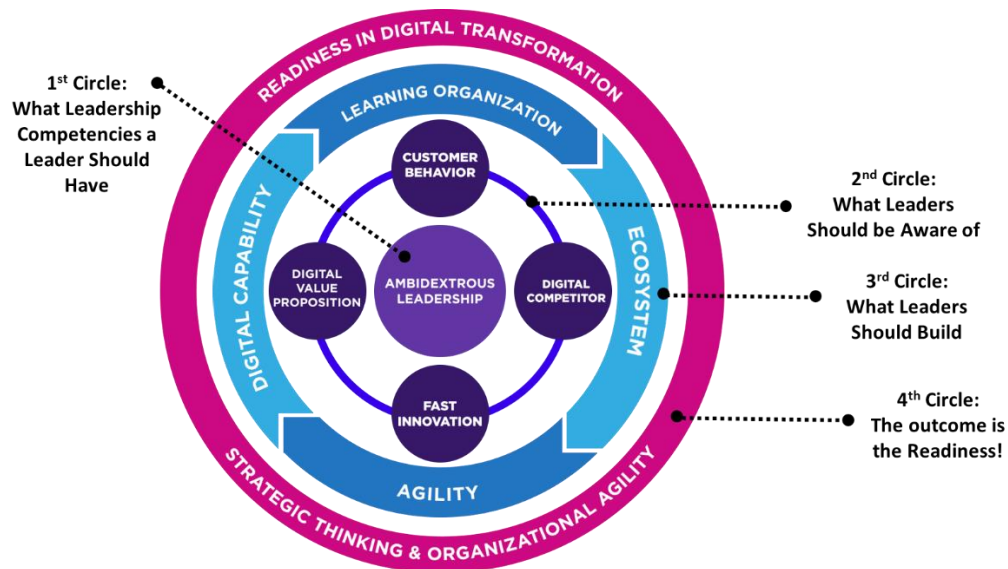 READINESS IN DIGITAL TRANSFORMATION
1st Circle:
What Leadership
Competencies a
Leader Should
Have
LEARNING ORGANIZATION
CUSTOMER
BEHAVIOR
2nd Circle:
What Leaders
Should be Aware of
DIGITAL CAPABILITY
DIGITAL
VALUE
PROPOSITION
AMBIDEXTROUS
LEADERSHIP
DIGITAL
COMPETITOR
ECOSYSTEM
3rd Circle:
What Leaders
Should Build
FAST
INNOVATION
4th Circle:
The outcome is
the Readiness!
AGILITY
STRATEGIC THINKING & ORGANIZATIONAL AGILITY